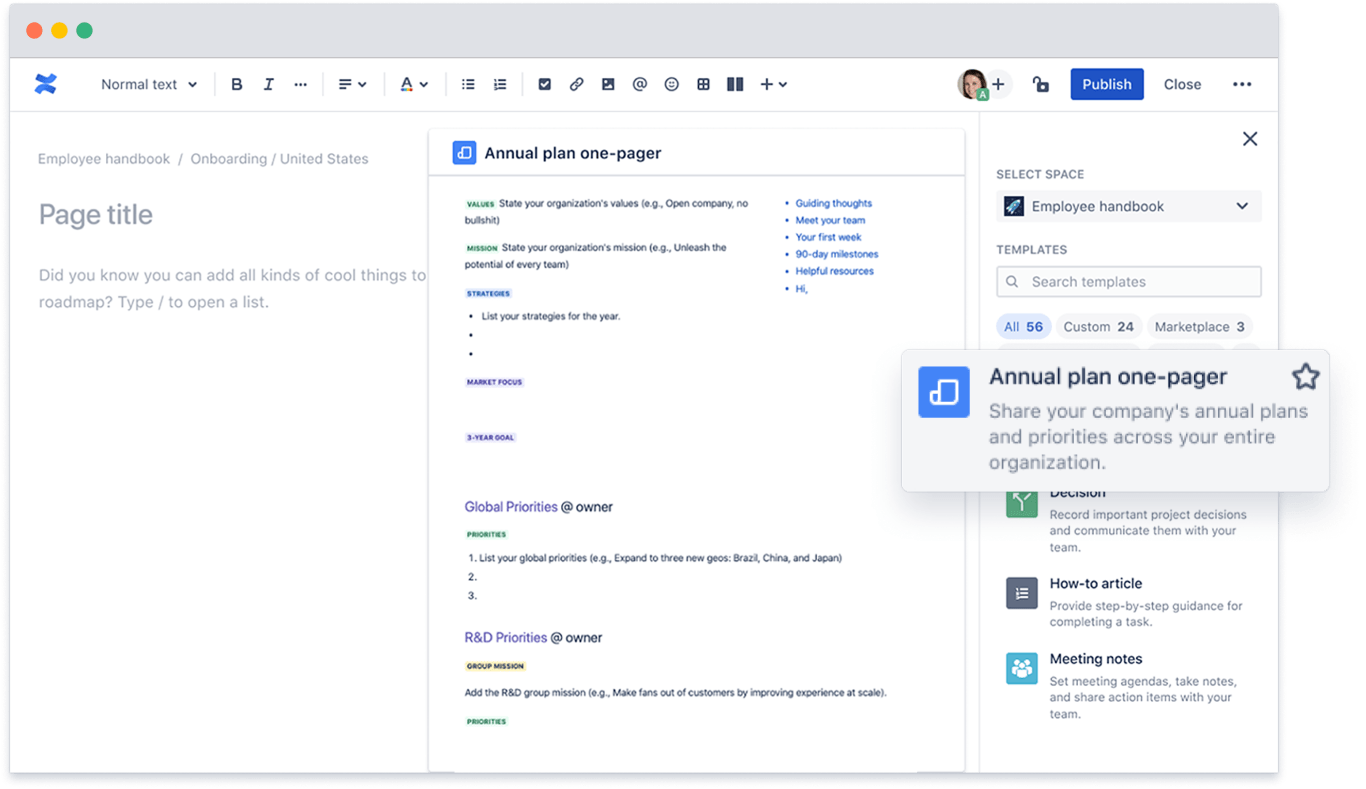 Normal text
B I
A
@
A
Publish
Close
Employee handbook / Onboarding / United States
Page title
Did you know you can add all kinds of cool things to
roadmap? Type / to open a list.
Annual plan one-pager
VALUES State your organization's values (e.g., Open company, no
bullshit)
MISSION State your organization's mission (e.g., Unleash the
potential of every team)
STRATEGIES
• List your strategies for the year.
•
•
MARKET FOCUS
3-YEAR GOAL
• Guiding thoughts
• Meet your team
• Your first week
• 90-day milestones
• Helpful resources
• Hi,
Global Priorities @ owner
PRIORITIES
1. List your global priorities (e.g., Expand to three new geos: Brazil, China, and Japan)
2.
3.
R&D Priorities @ owner
GROUP MISSION
Add the R&D group mission (e.g., Make fans out of customers by improving experience at scale).
PRIORITIES
SELECT SPACE
Employee handbook
TEMPLATES
Search templates
All 56 Custom 24 Marketplace 3
Annual plan one-pager
Share your company's annual plans
and priorities across your entire
organization.
Decision
Record important project decisions
and communicate them with your
team.
How-to article
Provide step-by-step guidance for
completing a task.
Meeting notes
Set meeting agendas, take notes,
and share action items with your
team.